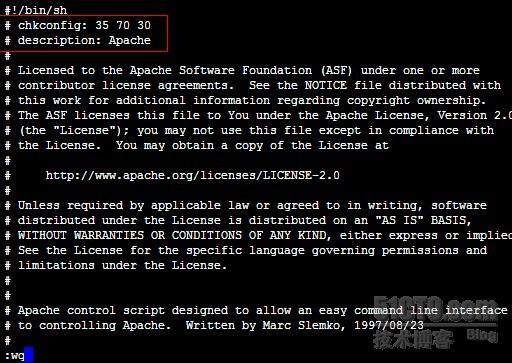 #!/bin/sh
# chkconfig: 35 70 30
# description: Apache
#
# Licensed to the Apache Software Foundation (ASF) under one or more
# contributor license agreements.  See the NOTICE file distributed with
# this work for additional information regarding copyright ownership.
# The ASF licenses this file to You under the Apache License, Version 2.0
# (the "License"); you may not use this file except in compliance with
# the License.  You may obtain a copy of the License at
#
#     http://www.apache.org/licenses/LICENSE-2.0
#
# Unless required by applicable law or agreed to in writing, software
# distributed under the License is distributed on an "AS IS" BASIS,
# WITHOUT WARRANTIES OR CONDITIONS OF ANY KIND, either express or implied
# See the License for the specific language governing permissions and
# limitations under the License.
#
#
# Apache control script designed to allow an easy command line interface
# to controlling Apache.  Written by Marc Slemko, 1997/08/23
#
:wq
51CTO.com
技术博客 Blog